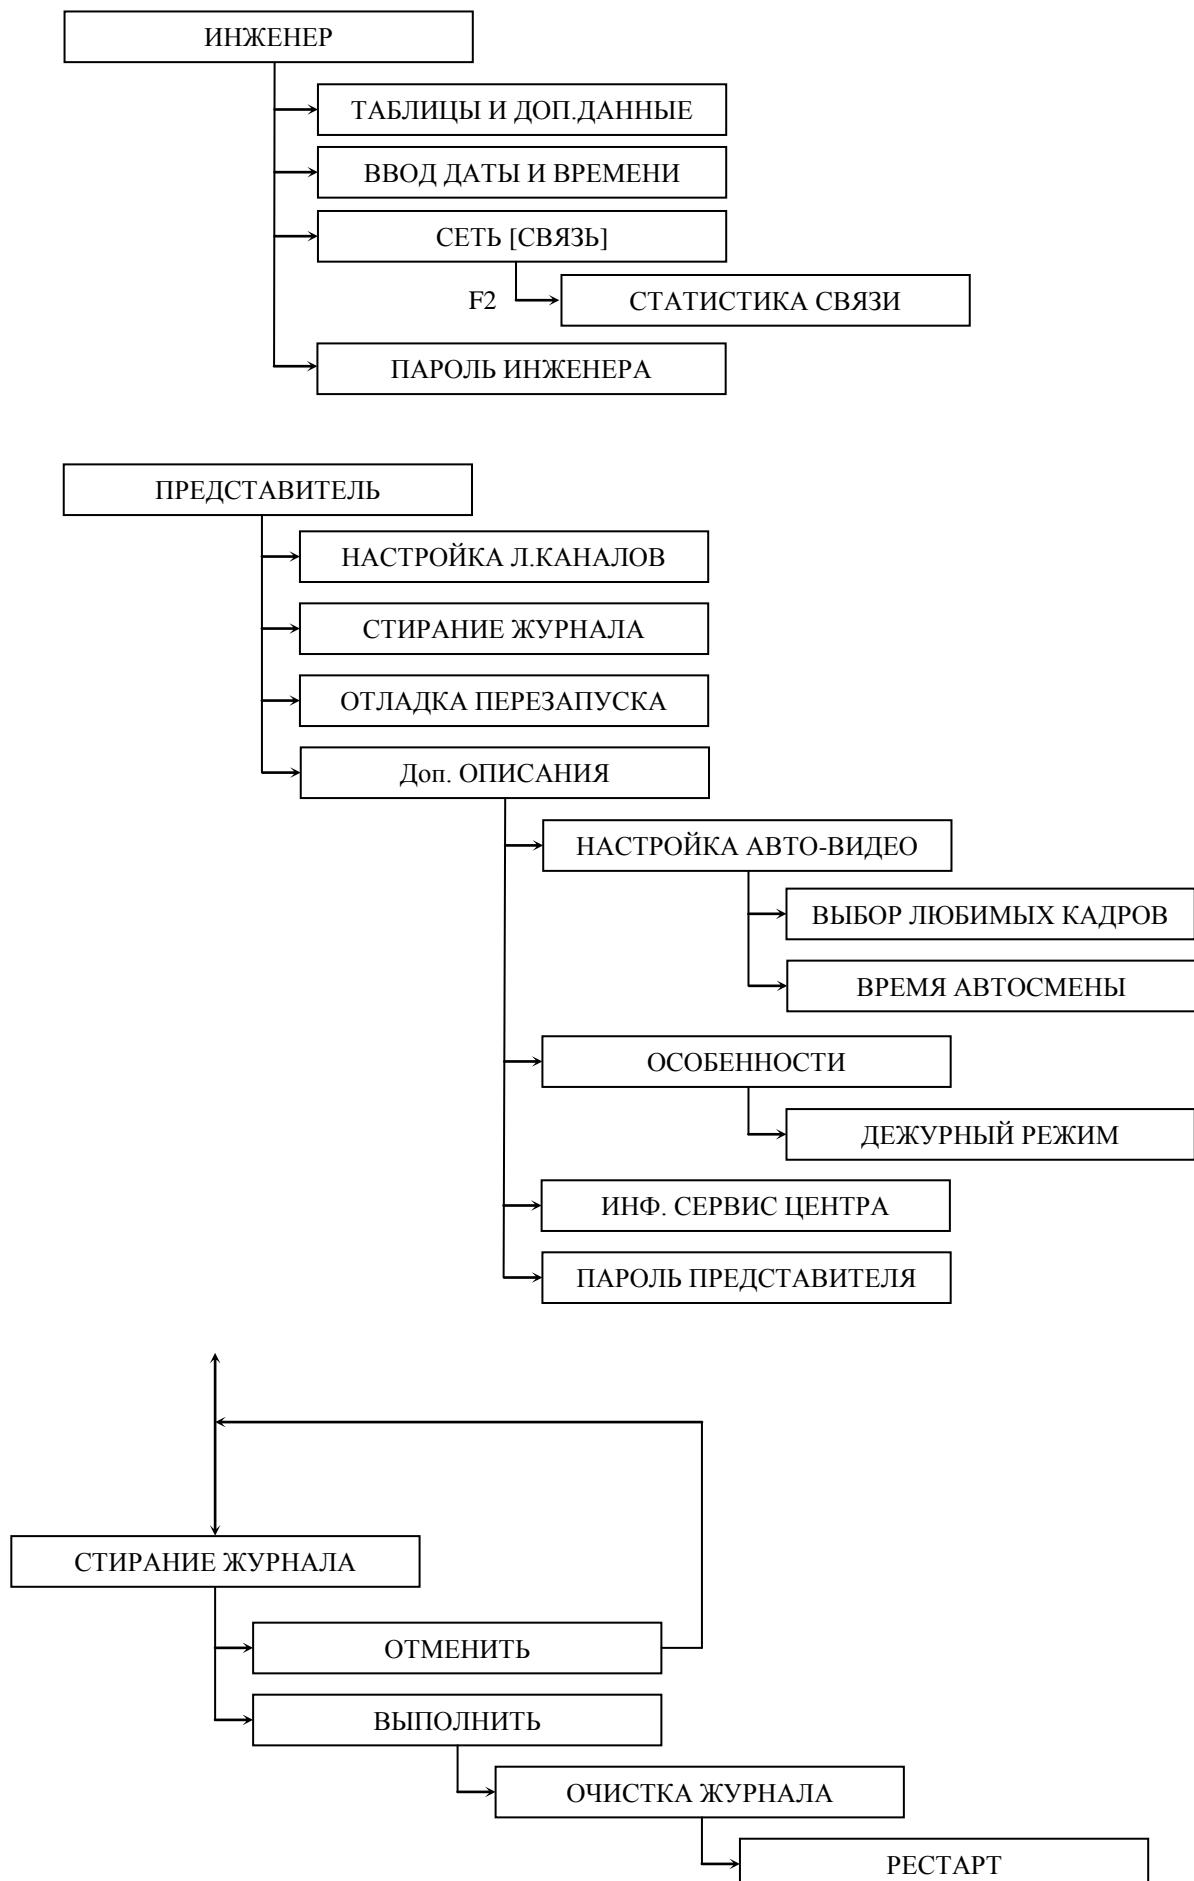 ИНЖЕНЕР
ТАБЛИЦЫ И ДОП.ДАННЫЕ
ВВОД ДАТЫ И ВРЕМЕНИ
СЕТЬ [СВЯЗЬ]
F2
СТАТИСТИКА СВЯЗИ
ПАРОЛЬ ИНЖЕНЕРА
ПРЕДСТАВИТЕЛЬ
НАСТРОЙКА Л.КАНАЛОВ
СТИРАНИЕ ЖУРНАЛА
ОТЛАДКА ПЕРЕЗАПУСКА
Доп. ОПИСАНИЯ
НАСТРОЙКА АВТО-ВИДЕО
ВЫБОР ЛЮБИМЫХ КАДРОВ
ВРЕМЯ АВТОСМЕНЫ
ОСОБЕННОСТИ
ДЕЖУРНЫЙ РЕЖИМ
ИНФ. СЕРВИС ЦЕНТРА
ПАРОЛЬ ПРЕДСТАВИТЕЛЯ
СТИРАНИЕ ЖУРНАЛА
ОТМЕНИТЬ
ВЫПОЛНИТЬ
ОЧИСТКА ЖУРНАЛА
РЕСТАРТ